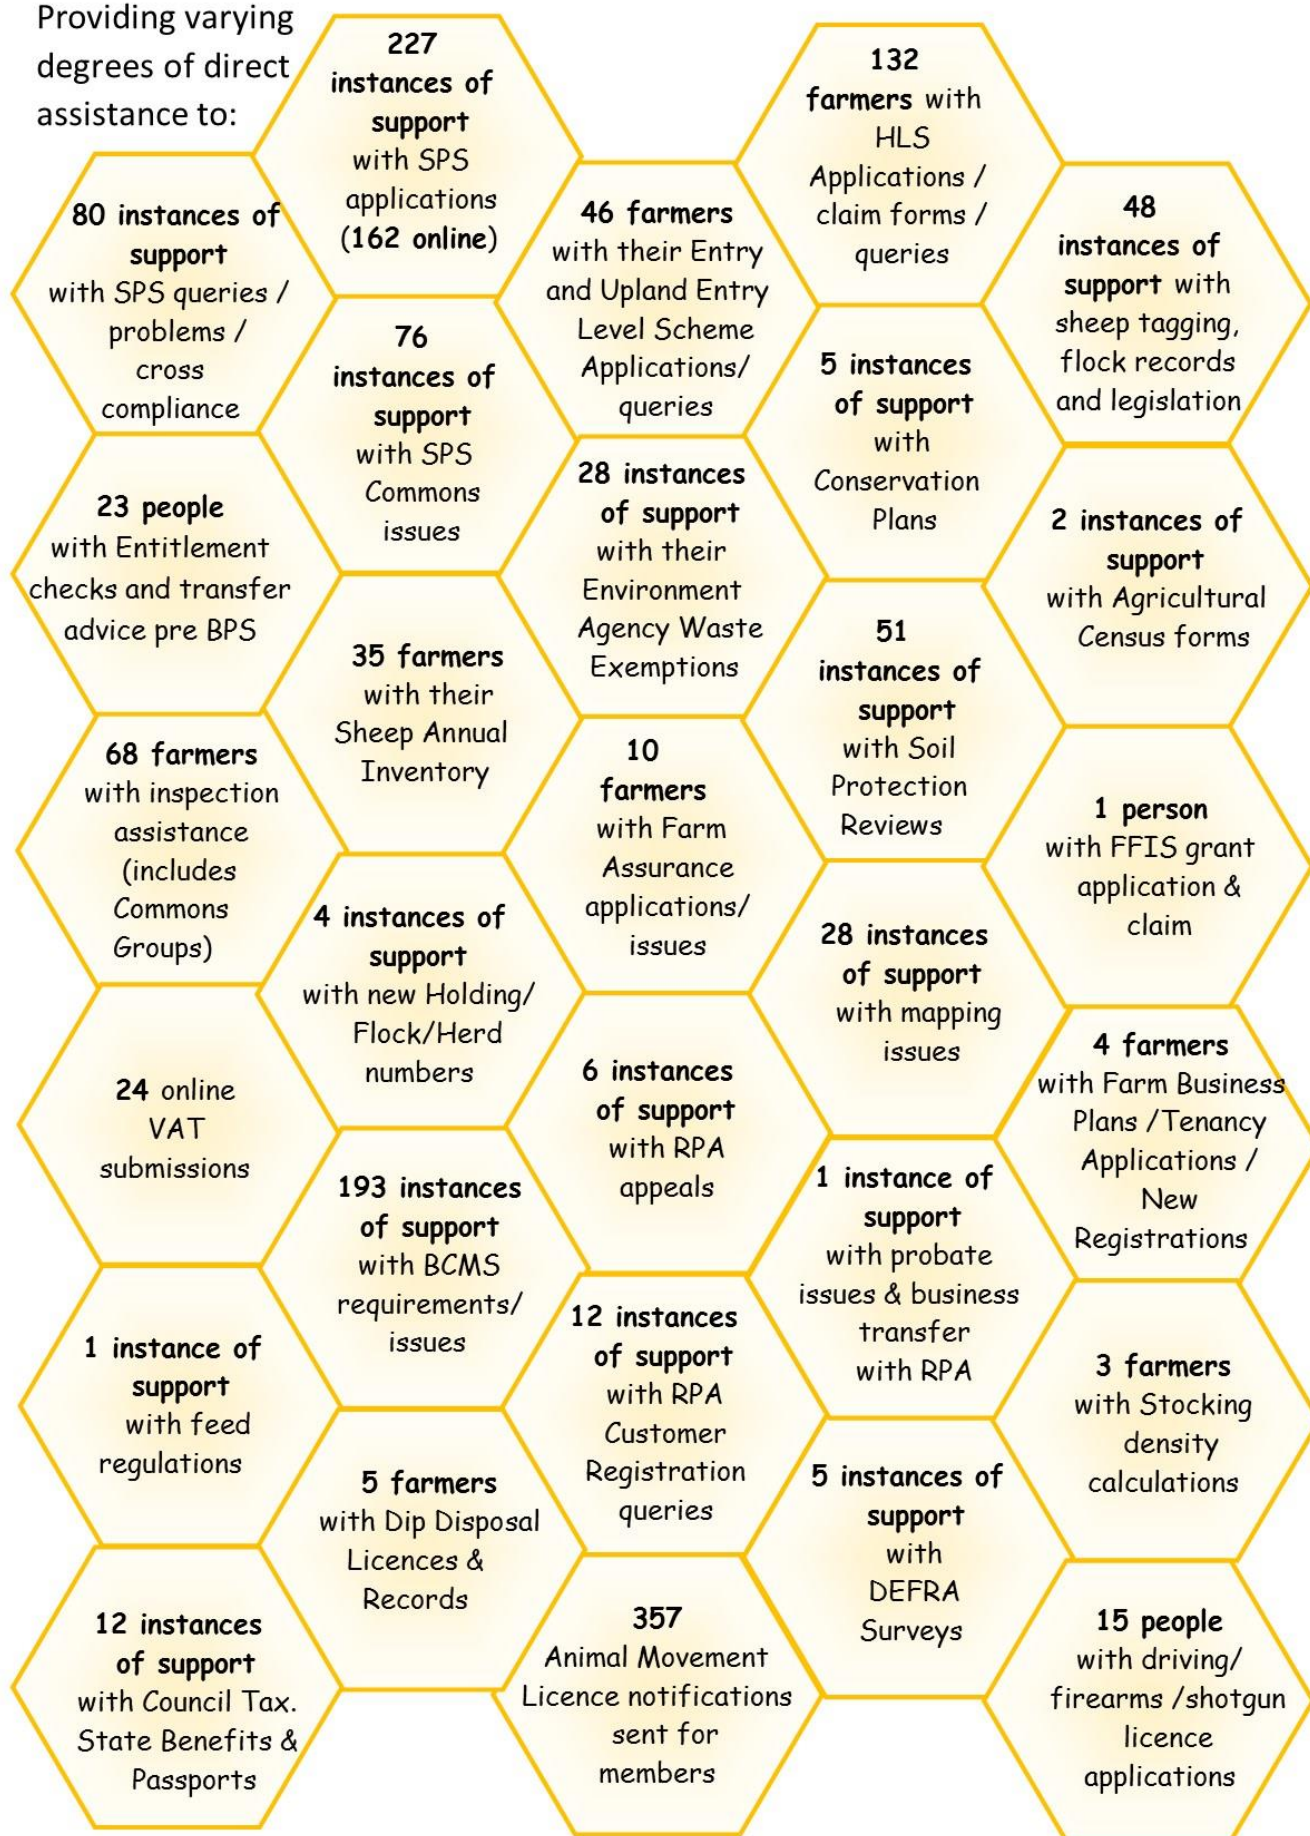 Providing varying
degrees of direct
assistance to:
227
instances of
support
with SPS
applications
(162 online)
132
farmers with
HLS
Applications /
claim forms /
queries
80 instances of
support
with SPS queries /
problems /
cross
compliance
46 farmers
with their Entry
and Upland Entry
Level Scheme
Applications/
queries
48
instances of
support with
sheep tagging,
flock records
and legislation
76
instances of
support
with SPS
Commons
issues
5 instances
of support
with
Conservation
Plans
23 people
with Entitlement
checks and transfer
advice pre BPS
28 instances
of support
with their
Environment
Agency Waste
Exemptions
2 instances of
support
with Agricultural
Census forms
35 farmers
with their
Sheep Annual
Inventory
51
instances of
support
with Soil
Protection
Reviews
68 farmers
with inspection
assistance
(includes
Commons
Groups)
10
farmers
with Farm
Assurance
applications/
issues
1 person
with FFIS grant
application &
claim
4 instances of
support
with new Holding/
Flock/Herd
numbers
28 instances
of support
with mapping
issues
24 online
VAT
submissions
6 instances
of support
with RPA
appeals
4 farmers
with Farm Business
Plans /Tenancy
Applications /
New
Registrations
193 instances
of support
with BCMS
requirements/
issues
1 instance of
support
with probate
issues & business
transfer
with RPA
1 instance of
support
with feed
regulations
12 instances
of support
with RPA
Customer
Registration
queries
3 farmers
with Stocking
density
calculations
5 farmers
with Dip Disposal
Licences &
Records
5 instances of
support
with
DEFRA
Surveys
12 instances
of support
with Council Tax.
State Benefits &
Passports
357
Animal Movement
Licence notifications
sent for
members
15 people
with driving/
firearms /shotgun
licence
applications